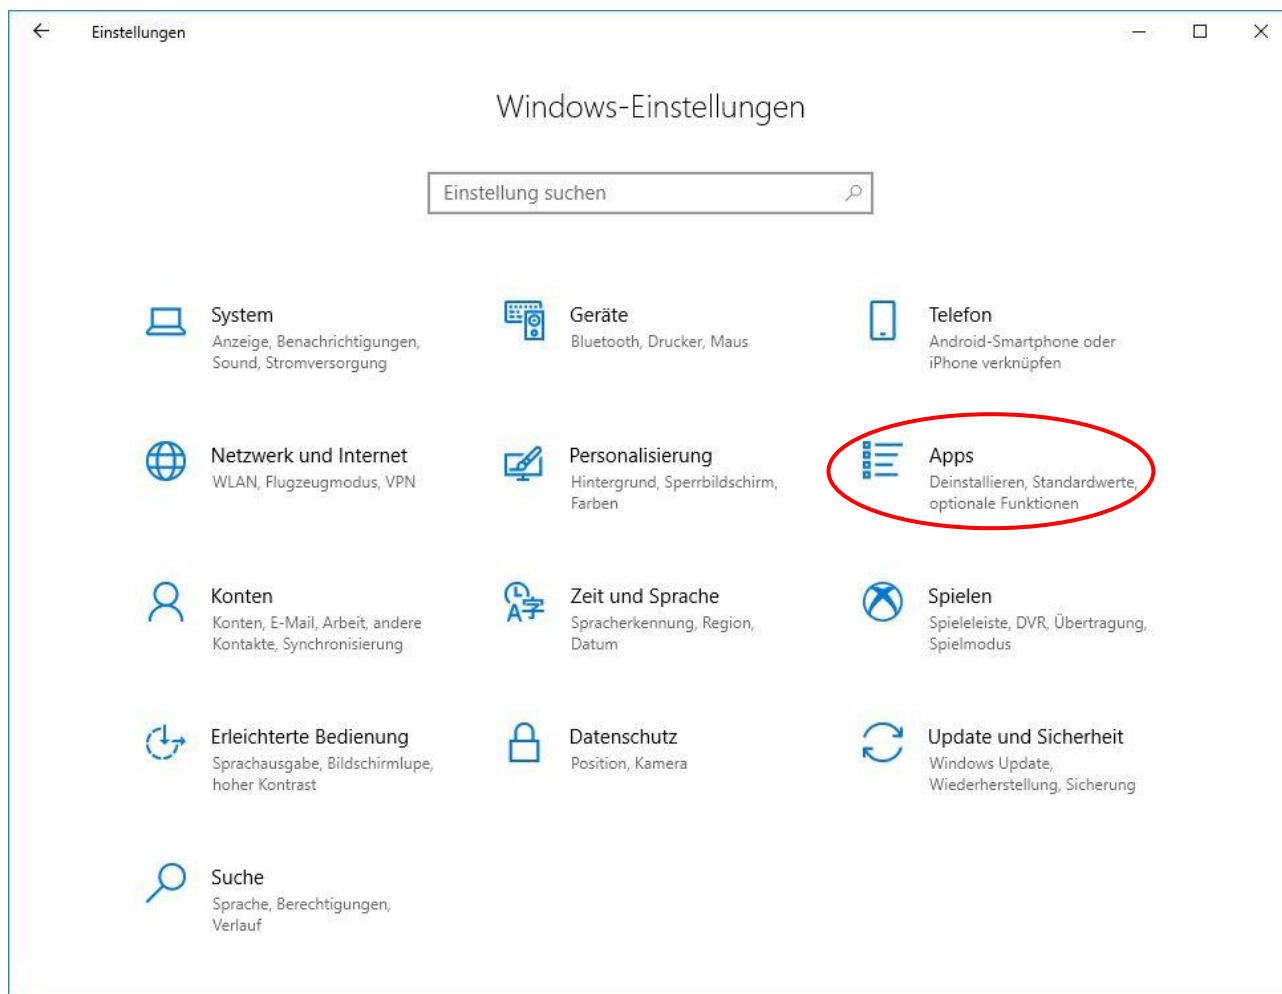 Einstellungen
Windows-Einstellungen
Einstellung suchen
System
Anzeige, Benachrichtigungen,
Sound, Stromversorgung
Geräte
Bluetooth, Drucker, Maus
Telefon
Android-Smartphone oder
iPhone verknüpfen
Netzwerk und Internet
WLAN, Flugzeugmodus, VPN
Personalisierung
Hintergrund, Sperrbildschirm,
Farben
Apps
Deinstallieren, Standardwerte,
optionale Funktionen
Konten
Konten, E-Mail, Arbeit, andere
Kontakte, Synchronisierung
Zeit und Sprache
Spracherkennung, Region,
Datum
Spielen
Spieleleiste, DVR, Übertragung,
Spielmodus
Erleichterte Bedienung
Sprachausgabe, Bildschirmlupe,
hoher Kontrast
Datenschutz
Position, Kamera
Update und Sicherheit
Windows Update,
Wiederherstellung, Sicherung
Suche
Sprache, Berechtigungen,
Verlauf